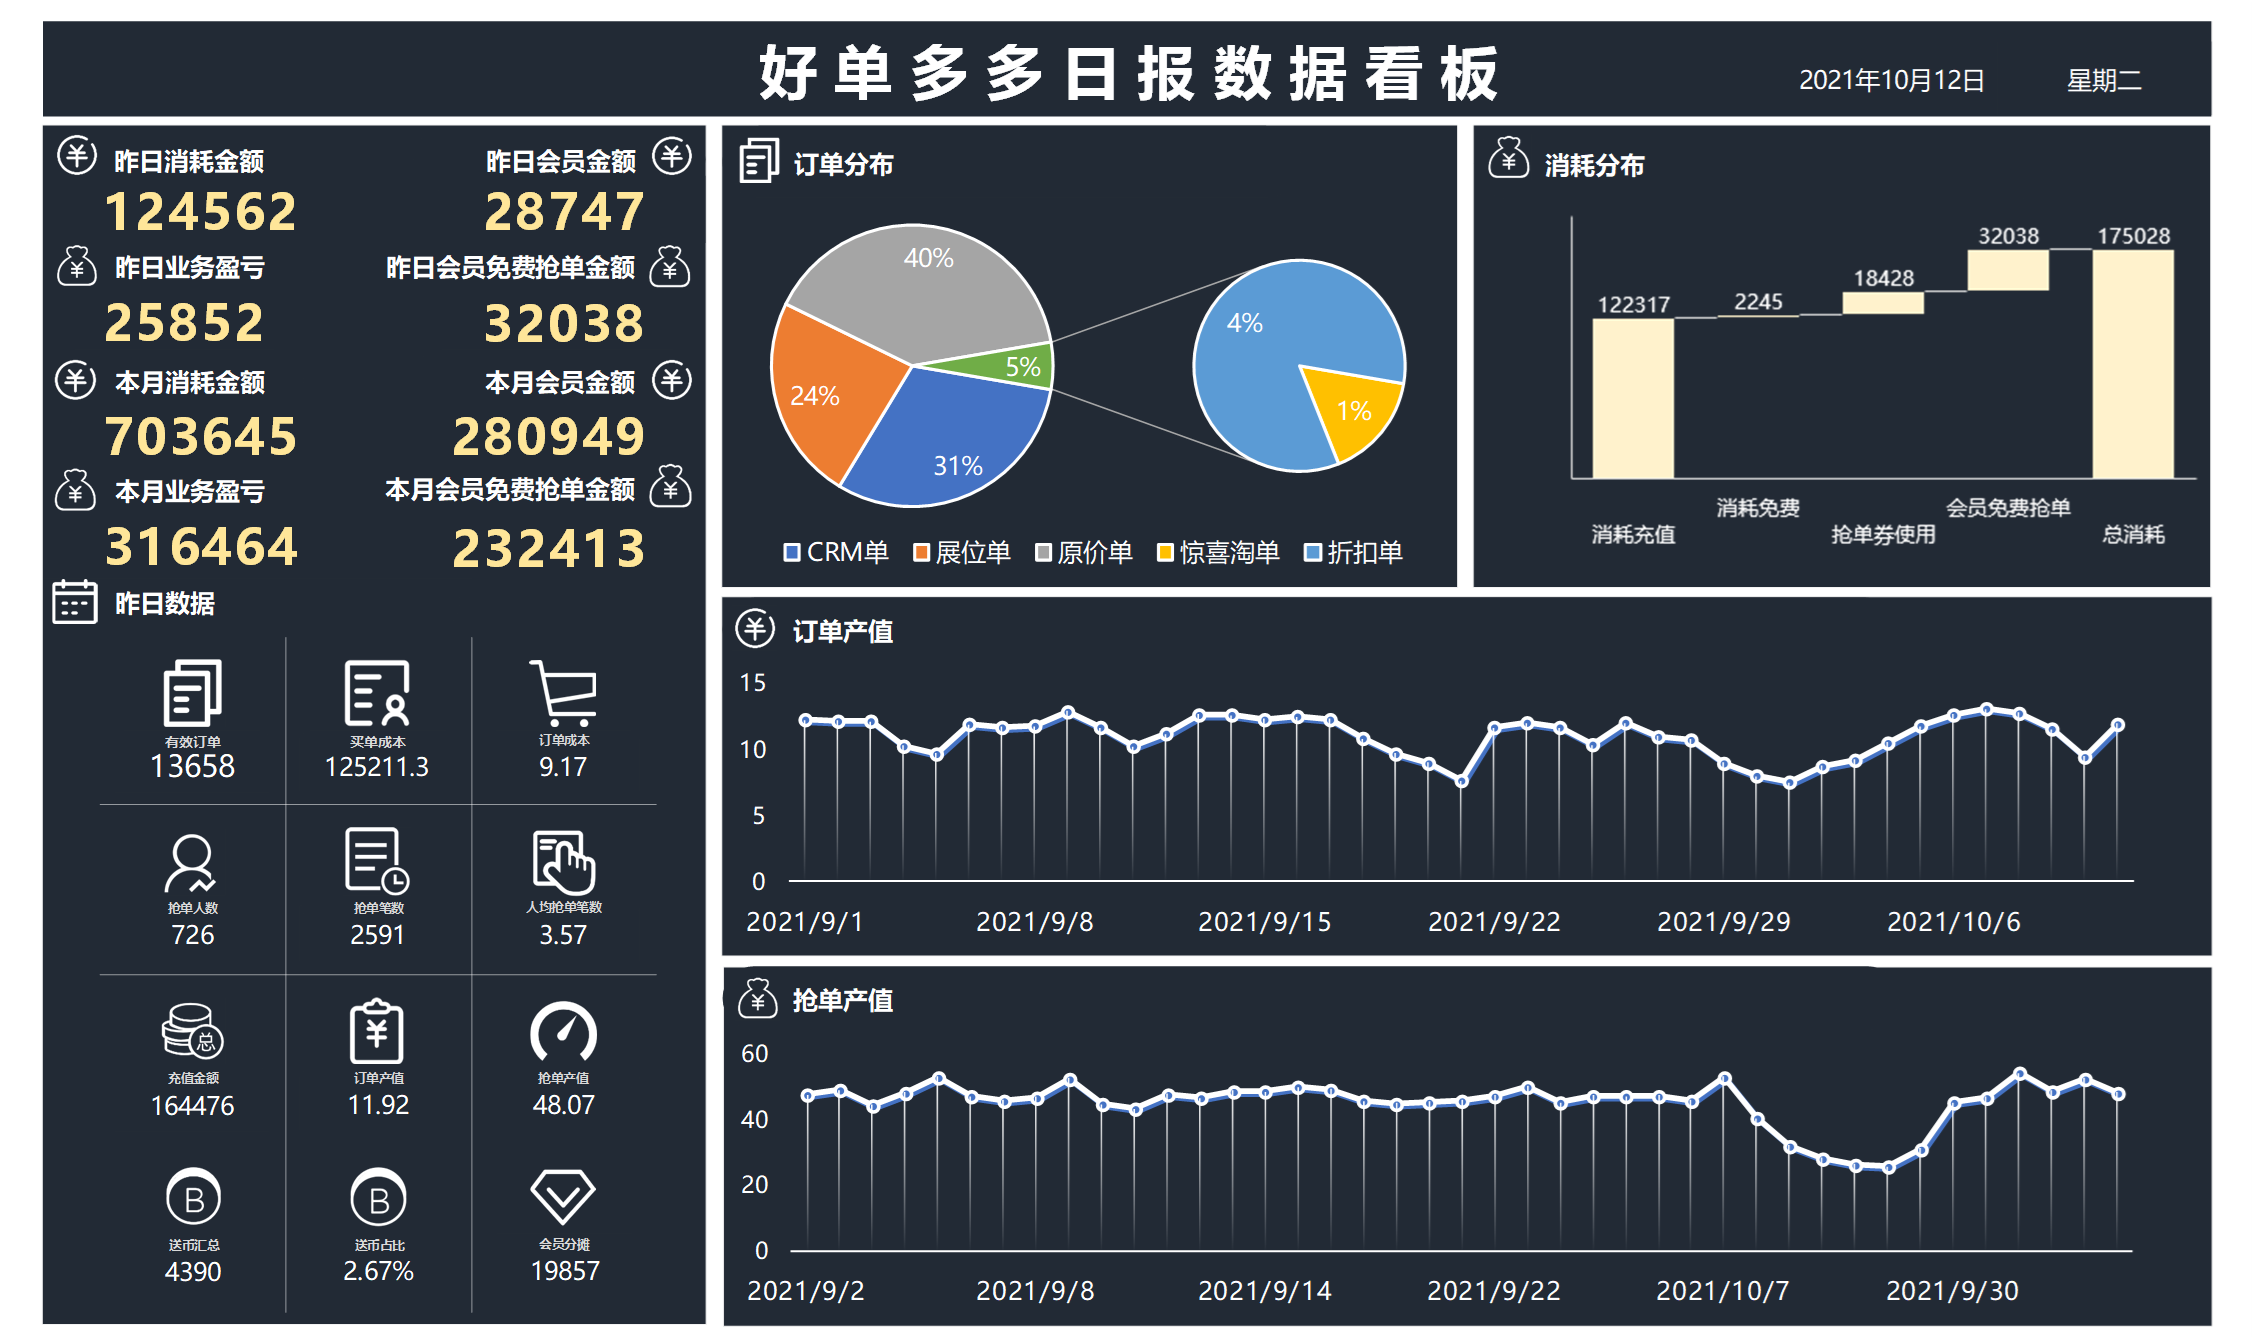 好单多多日报数据看板
2021年10月12日 星期二
昨日消耗金额 昨日会员金额
124562 28747
昨日业务盈亏 昨日会员免费抢单金额
25852 32038
本月消耗金额 本月会员金额
703645 280949
本月业务盈亏 本月会员免费抢单金额
316464 232413
昨日数据
有效订单 买单成本 订单成本
13658 125211.3 9.17
抢单人数 抢单笔数 人均抢单笔数
726 2591 3.57
总
充值金额 订单产值 抢单产值
164476 11.92 48.07
B B
送币汇总 送币占比 会员分摊
4390 2.67% 19857
订单分布
40%
4%
5%
24%
1%
31%
CRM单 展位单 原价单 惊喜淘单 折扣单
消耗分布
32038 175028
18428
122317 2245
消耗免费 会员免费抢单
消耗充值 抢单券使用 总消耗
订单产值
15
10
5
0
2021/9/1 2021/9/8 2021/9/15 2021/9/22 2021/9/29 2021/10/6
抢单产值
60
40
20
0
2021/9/2 2021/9/8 2021/9/14 2021/9/22 2021/10/7 2021/9/30